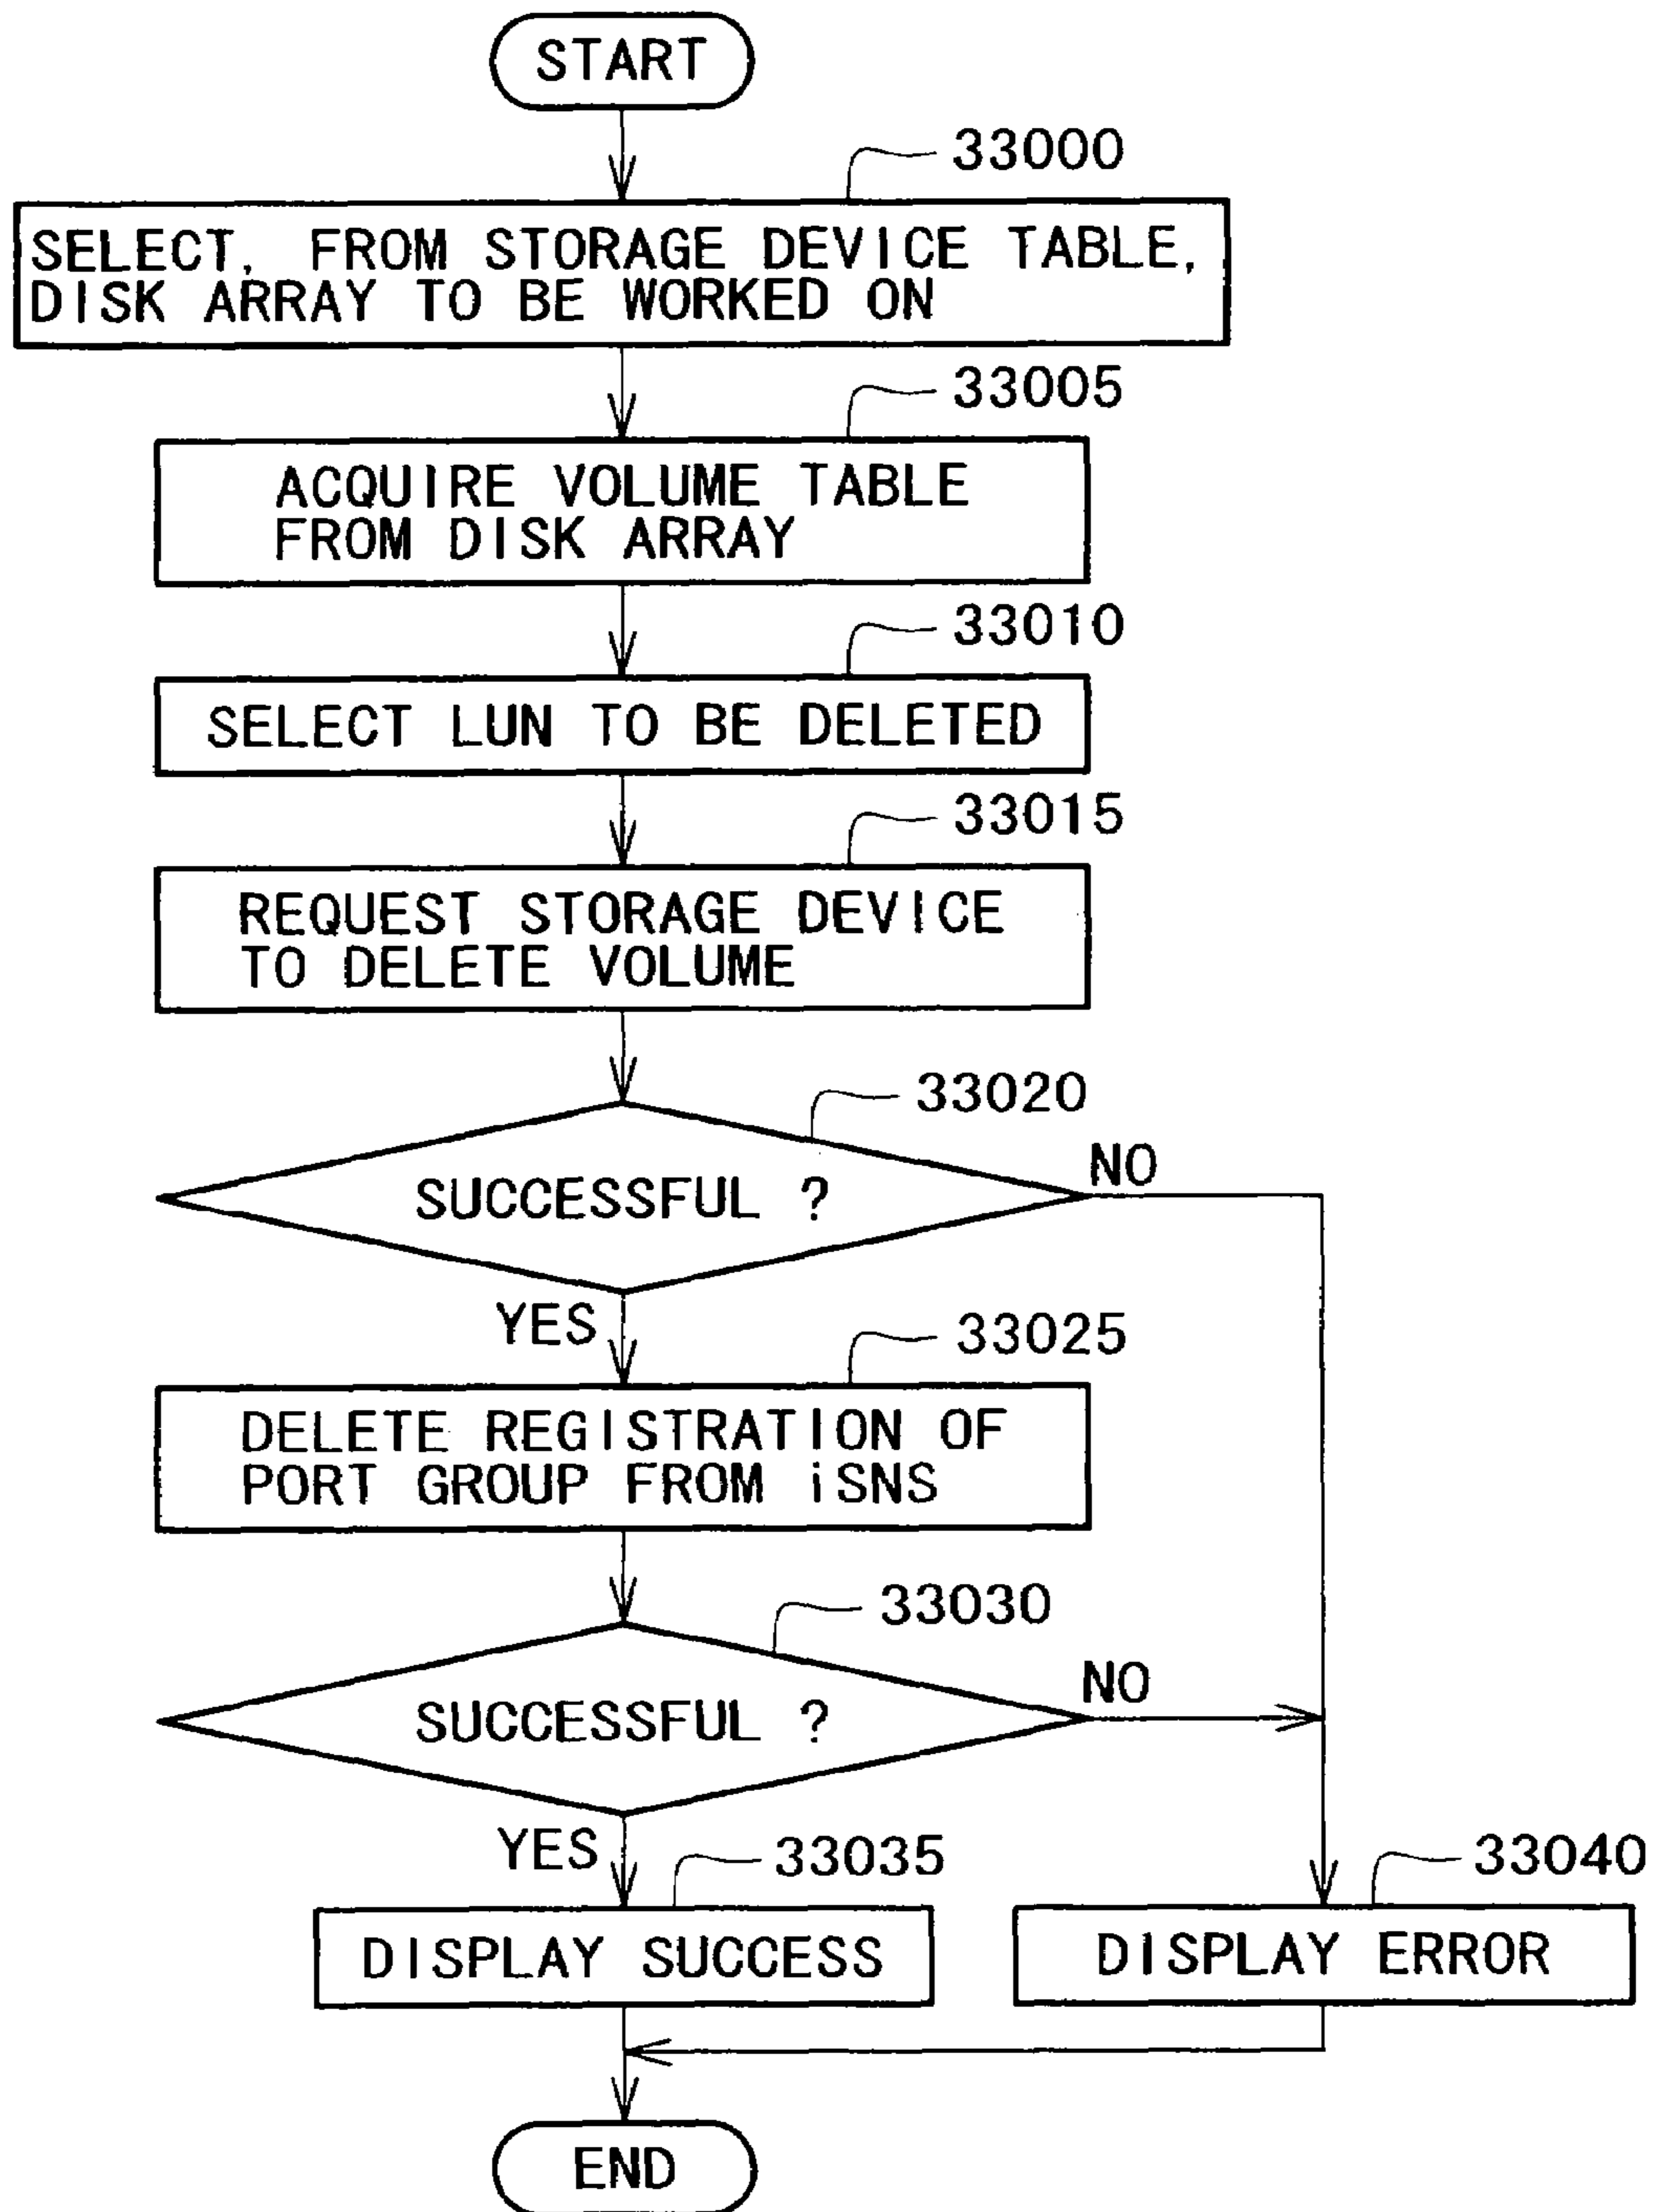 START
33000
SELECT, FROM STORAGE DEVICE TABLE,
DISK ARRAY TO BE WORKED ON
33005
ACQUIRE VOLUME TABLE
FROM DISK ARRAY
33010
SELECT LUN TO BE DELETED
33015
REQUEST STORAGE DEVICE
TO DELETE VOLUME
33020
SUCCESSFUL ?
NO
YES
33025
DELETE REGISTRATION OF
PORT GROUP FROM iSNS
33030
SUCCESSFUL ?
NO
YES
33035
DISPLAY SUCCESS
33040
DISPLAY ERROR
END